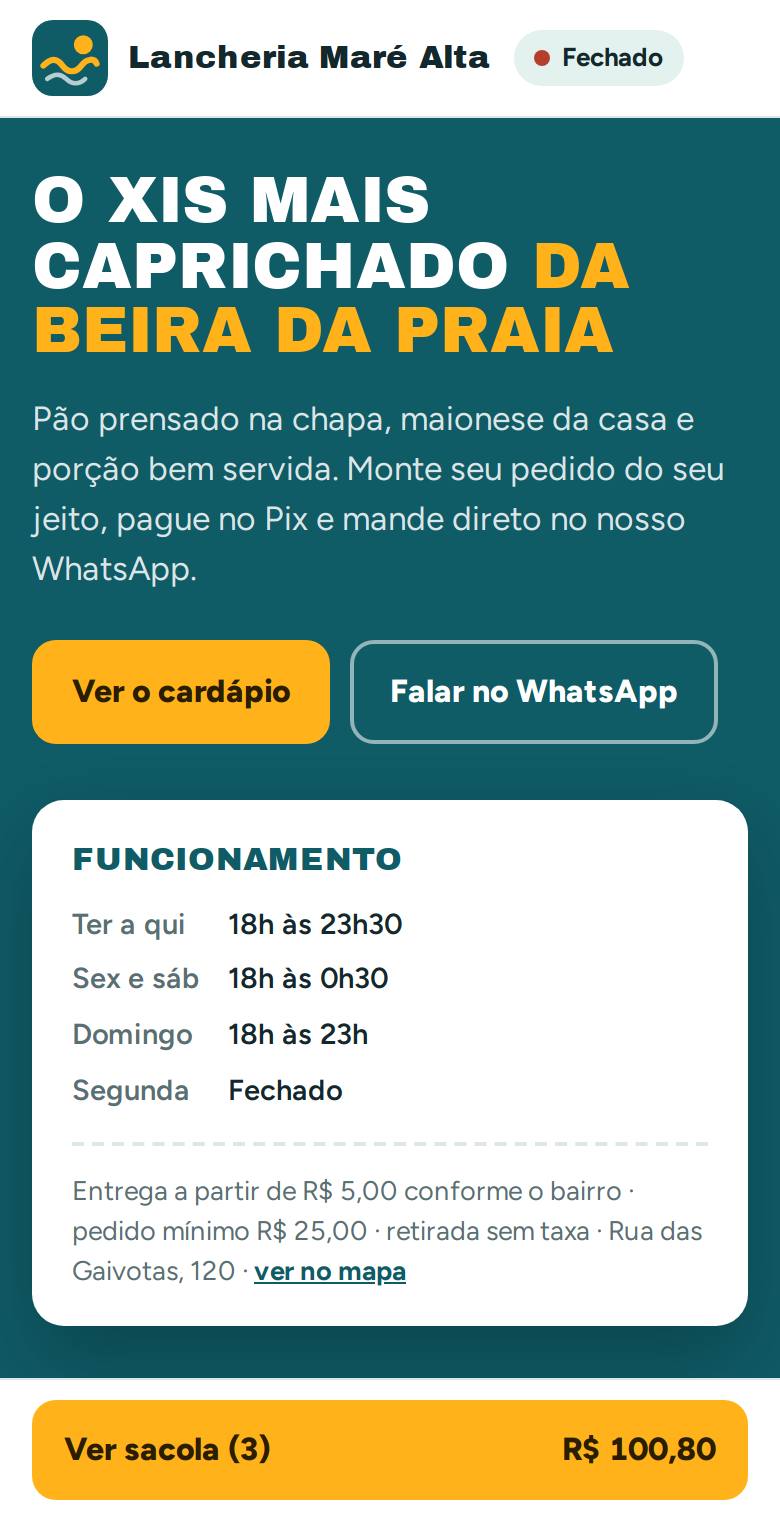 Lancheria Maré Alta
Fechado
O XIS MAIS
CAPRICHADO DA
BEIRA DA PRAIA
Pão prensado na chapa, maionese da casa e
porção bem servida. Monte seu pedido do seu
jeito, pague no Pix e mande direto no nosso
WhatsApp.
Ver o cardápio
Falar no WhatsApp
FUNCIONAMENTO
Ter a qui 18h às 23h30
Sex e sáb 18h às 0h30
Domingo 18h às 23h
Segunda Fechado
Entrega a partir de R$ 5,00 conforme o bairro ·
pedido mínimo R$ 25,00 · retirada sem taxa · Rua das
Gaivotas, 120 · ver no mapa
Ver sacola (3) R$ 100,80